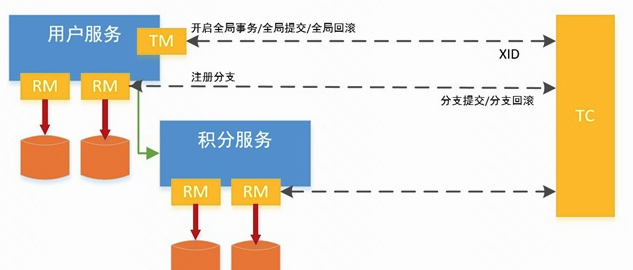 用户服务
TM
开启全局事务/全局提交/全局回滚
XID
RM
RM
注册分支
分支提交/分支回滚
TC
积分服务
RM
RM